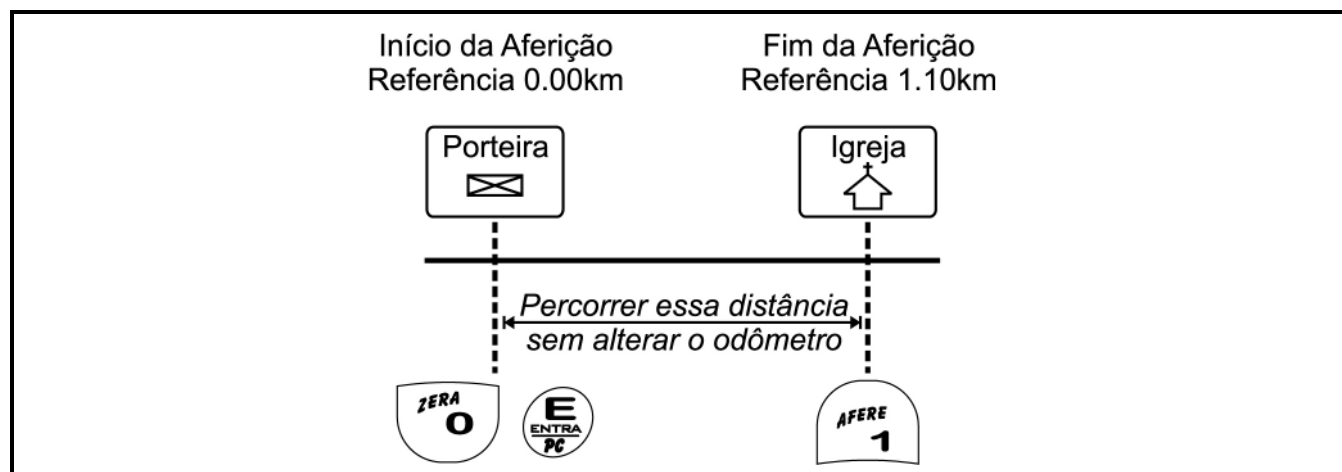 Início da Aferição
Referência 0.00km
Fim da Aferição
Referência 1.10km
Porteira
Igreja
Percorrer essa distância
sem alterar o odômetro
ZERA
0
E
ENTRA
PC
AFERE
1